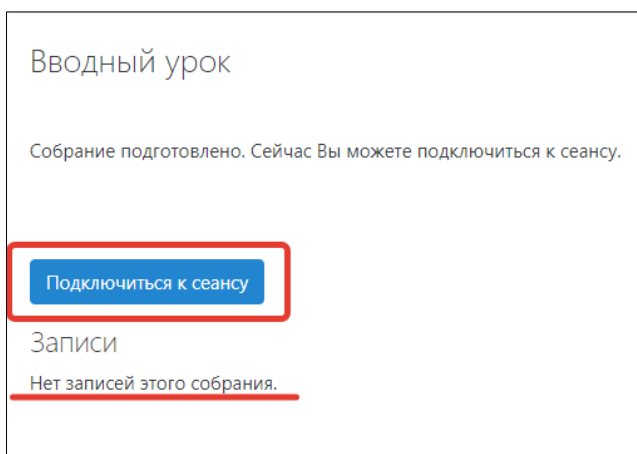 Вводный урок
Собрание подготовлено. Сейчас Вы можете подключиться к сеансу.
Подключиться к сеансу
Записи
Нет записей этого собрания.